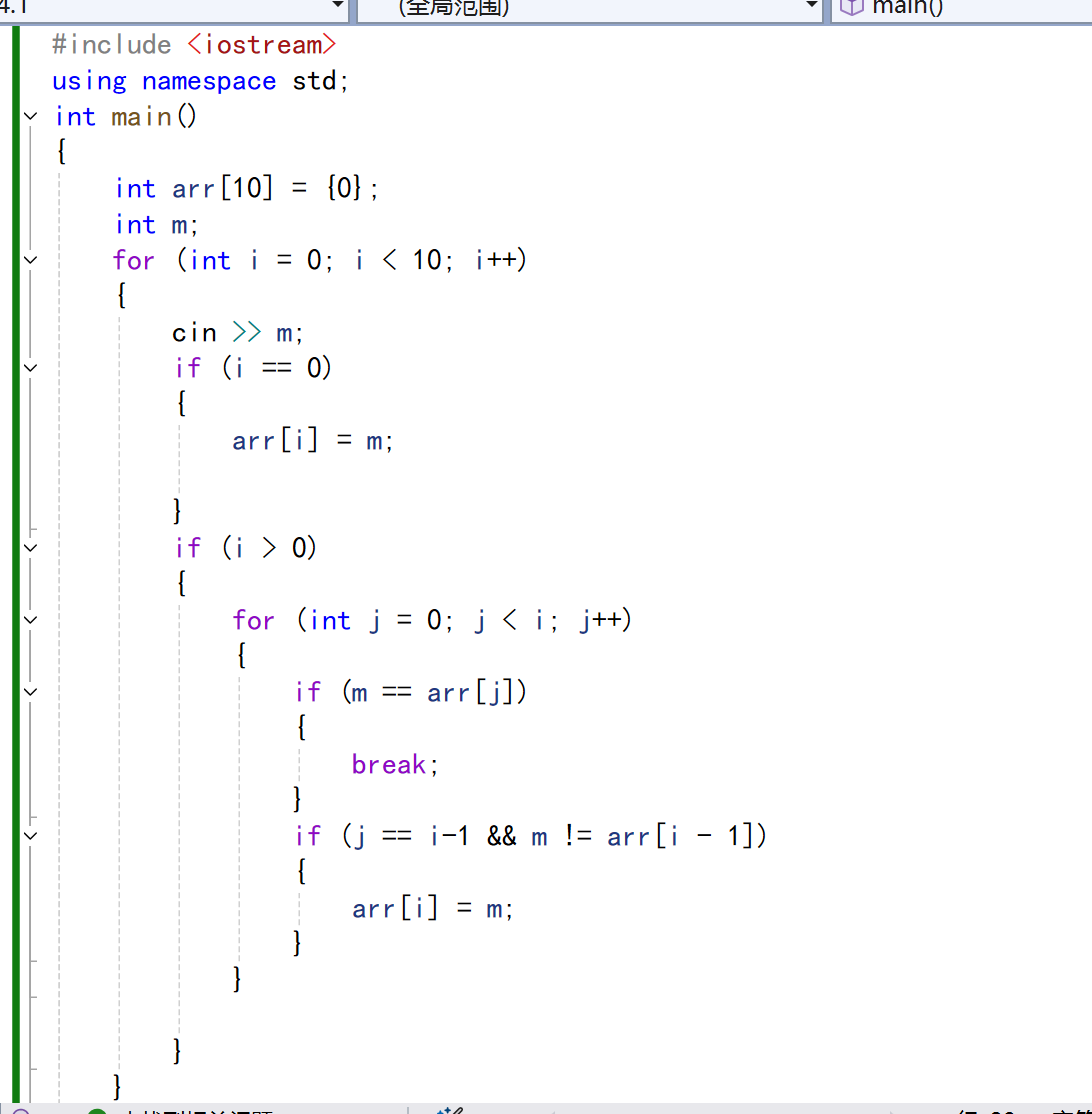 4.1 (全局范围) main()
#include <iostream>
using namespace std;
int main()
{
int arr[10] = {0};
int m;
for (int i = 0; i < 10; i++)
{
cin >> m;
if (i == 0)
{
arr[i] = m;
}
if (i > 0)
{
for (int j = 0; j < i; j++)
{
if (m == arr[j])
{
break;
}
if (j == i-1 && m != arr[i - 1])
{
arr[i] = m;
}
}
}
}